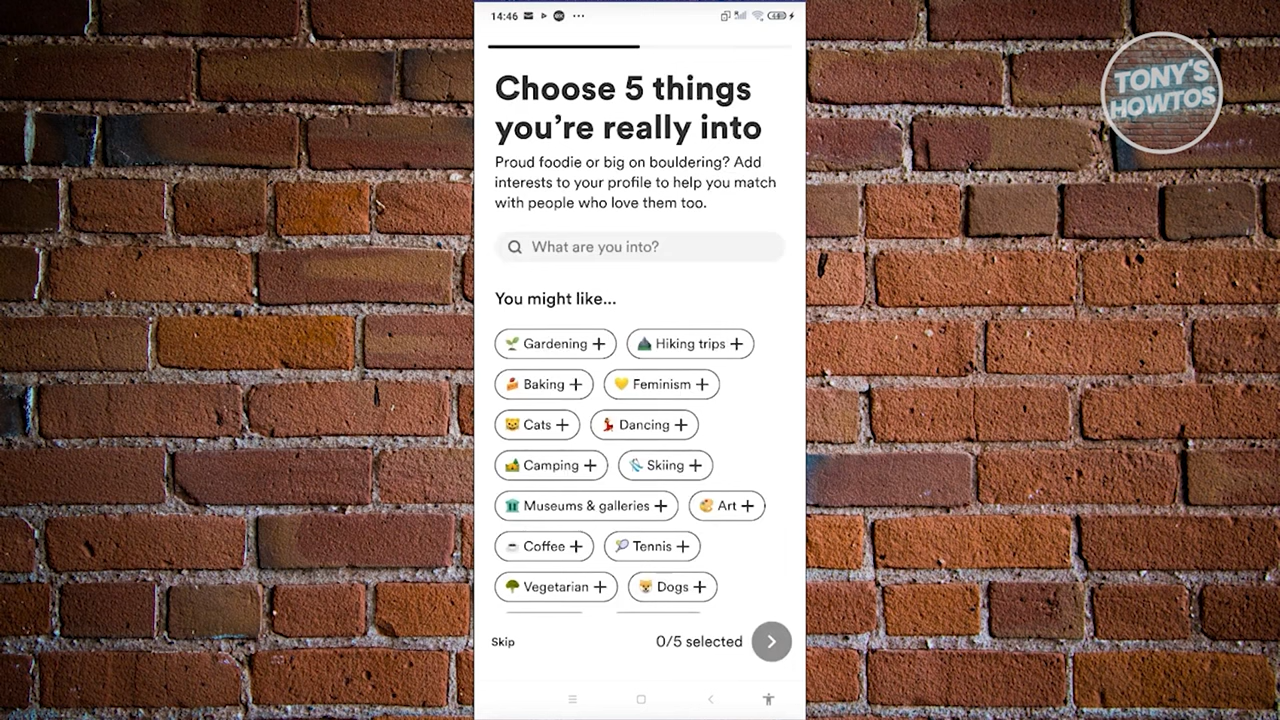 14:46
TONY'S
HOWTOS
Choose 5 things
you're really into
Proud foodie or big on bouldering? Add
interests to your profile to help you match
with people who love them too.
What are you into?
You might like...
Gardening + Hiking trips +
Baking + Feminism +
Cats + Dancing +
Camping + Skiing +
Museums & galleries + Art +
Coffee + Tennis +
Vegetarian + Dogs +
Skip 0/5 selected